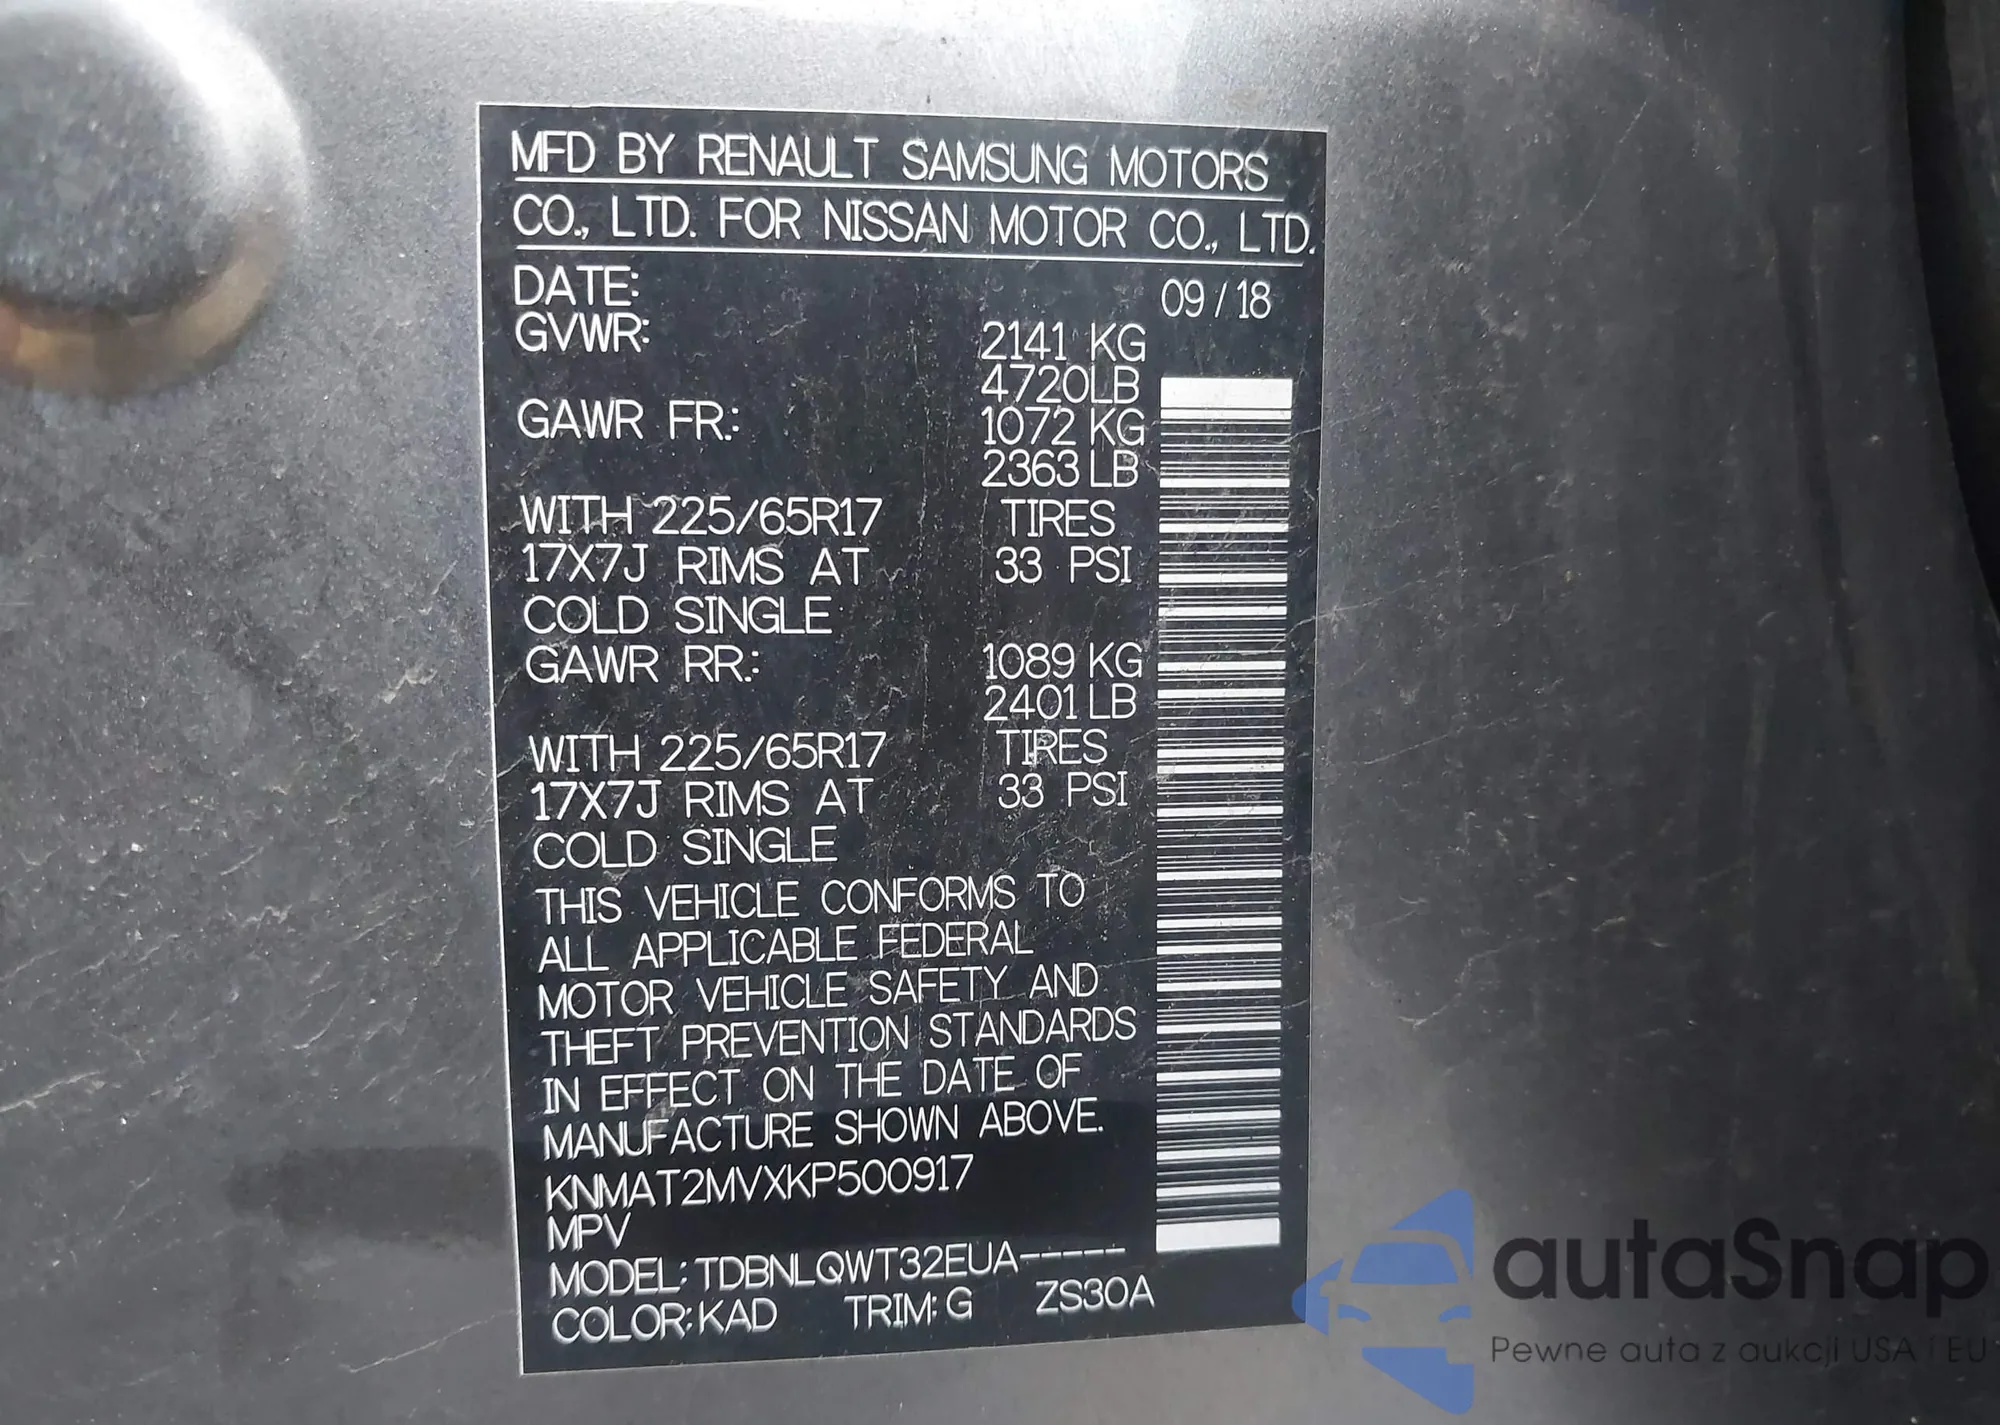 MFD BY RENAULT SAMSUNG MOTORS
CO., LTD. FOR NISSAN MOTOR CO., LTD.
DATE: 09 / 18
GVWR: 2141 KG
4720LB
GAWR FR.: 1072 KG
2363 LB
WITH 225/65R17 TIRES
17X7J RIMS AT 33 PSI
COLD SINGLE
GAWR RR.: 1089 KG
2401 LB
WITH 225/65R17 TIRES
17X7J RIMS AT 33 PSI
COLD SINGLE
THIS VEHICLE CONFORMS TO
ALL APPLICABLE FEDERAL
MOTOR VEHICLE SAFETY AND
THEFT PREVENTION STANDARDS
IN EFFECT ON THE DATE OF
MANUFACTURE SHOWN ABOVE.
KNMAT2MVXKP500917
MPV
MODEL: TDBNLQWT32EUA-----
COLOR: KAD TRIM: G ZS30A
autaSnap
Pewne auta z aukcji USA i EU